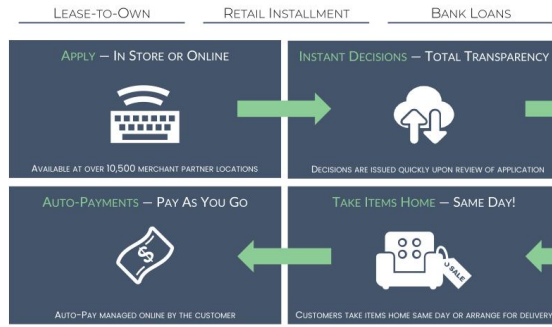 LEASE-TO-OWN
RETAIL INSTALLMENT
BANK LOANS
APPLY — IN STORE OR ONLINE
AVAILABLE AT OVER 10,500 MERCHANT PARTNER LOCATIONS
INSTANT DECISIONS — TOTAL TRANSPARENCY
DECISIONS ARE ISSUED QUICKLY UPON REVIEW OF APPLICATION
AUTO-PAYMENTS — PAY AS YOU GO
$
AUTO-PAY MANAGED ONLINE BY THE CUSTOMER
TAKE ITEMS HOME — SAME DAY!
SALE
CUSTOMERS TAKE ITEMS HOME SAME DAY OR ARRANGE FOR DELIVERY